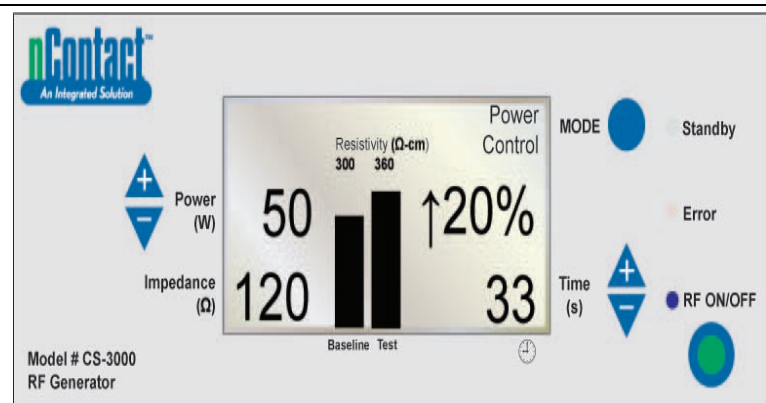 nContact™
An Integrated Solution
Power
Control
Resistivity (Ω-cm)
300 360
MODE
Standby
Power
(W)
50
↑20%
Error
Impedance
(Ω)
120
33
Time
(s)
RF ON/OFF
Baseline Test
Model # CS-3000
RF Generator